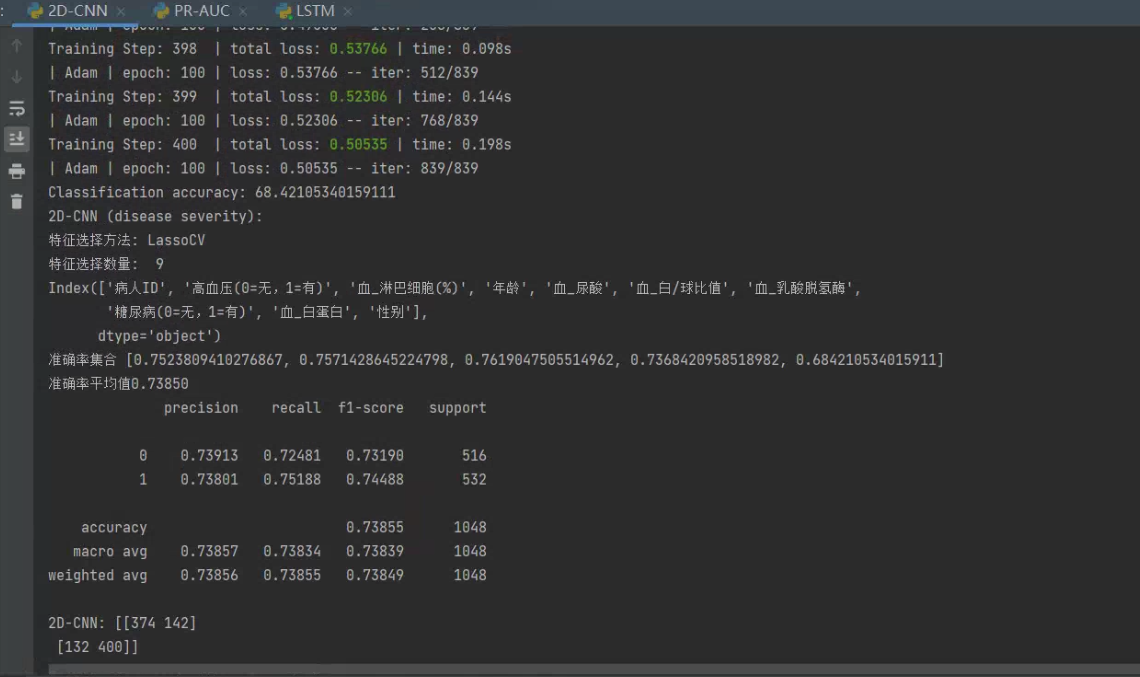 2D-CNN × PR-AUC × LSTM ×
Training Step: 398 | total loss: 0.53766 | time: 0.098s
| Adam | epoch: 100 | loss: 0.53766 -- iter: 512/839
Training Step: 399 | total loss: 0.52306 | time: 0.144s
| Adam | epoch: 100 | loss: 0.52306 -- iter: 768/839
Training Step: 400 | total loss: 0.50535 | time: 0.198s
| Adam | epoch: 100 | loss: 0.50535 -- iter: 839/839
Classification accuracy: 68.42105340159111
2D-CNN (disease severity):
特征选择方法: LassoCV
特征选择数量: 9
Index(['病人ID', '高血压(0=无，1=有)', '血_淋巴细胞(%)', '年龄', '血_尿酸', '血_白/球比值', '血_乳酸脱氢酶',
'糖尿病(0=无，1=有)', '血_白蛋白', '性别'],
dtype='object')
准确率集合 [0.7523809410276867, 0.7571428645224798, 0.7619047505514962, 0.7368420958518982, 0.684210534015911]
准确率平均值0.73850
precision recall f1-score support
0 0.73913 0.72481 0.73190 516
1 0.73801 0.75188 0.74488 532
accuracy 0.73855 1048
macro avg 0.73857 0.73834 0.73839 1048
weighted avg 0.73856 0.73855 0.73849 1048
2D-CNN: [[374 142]
[132 400]]